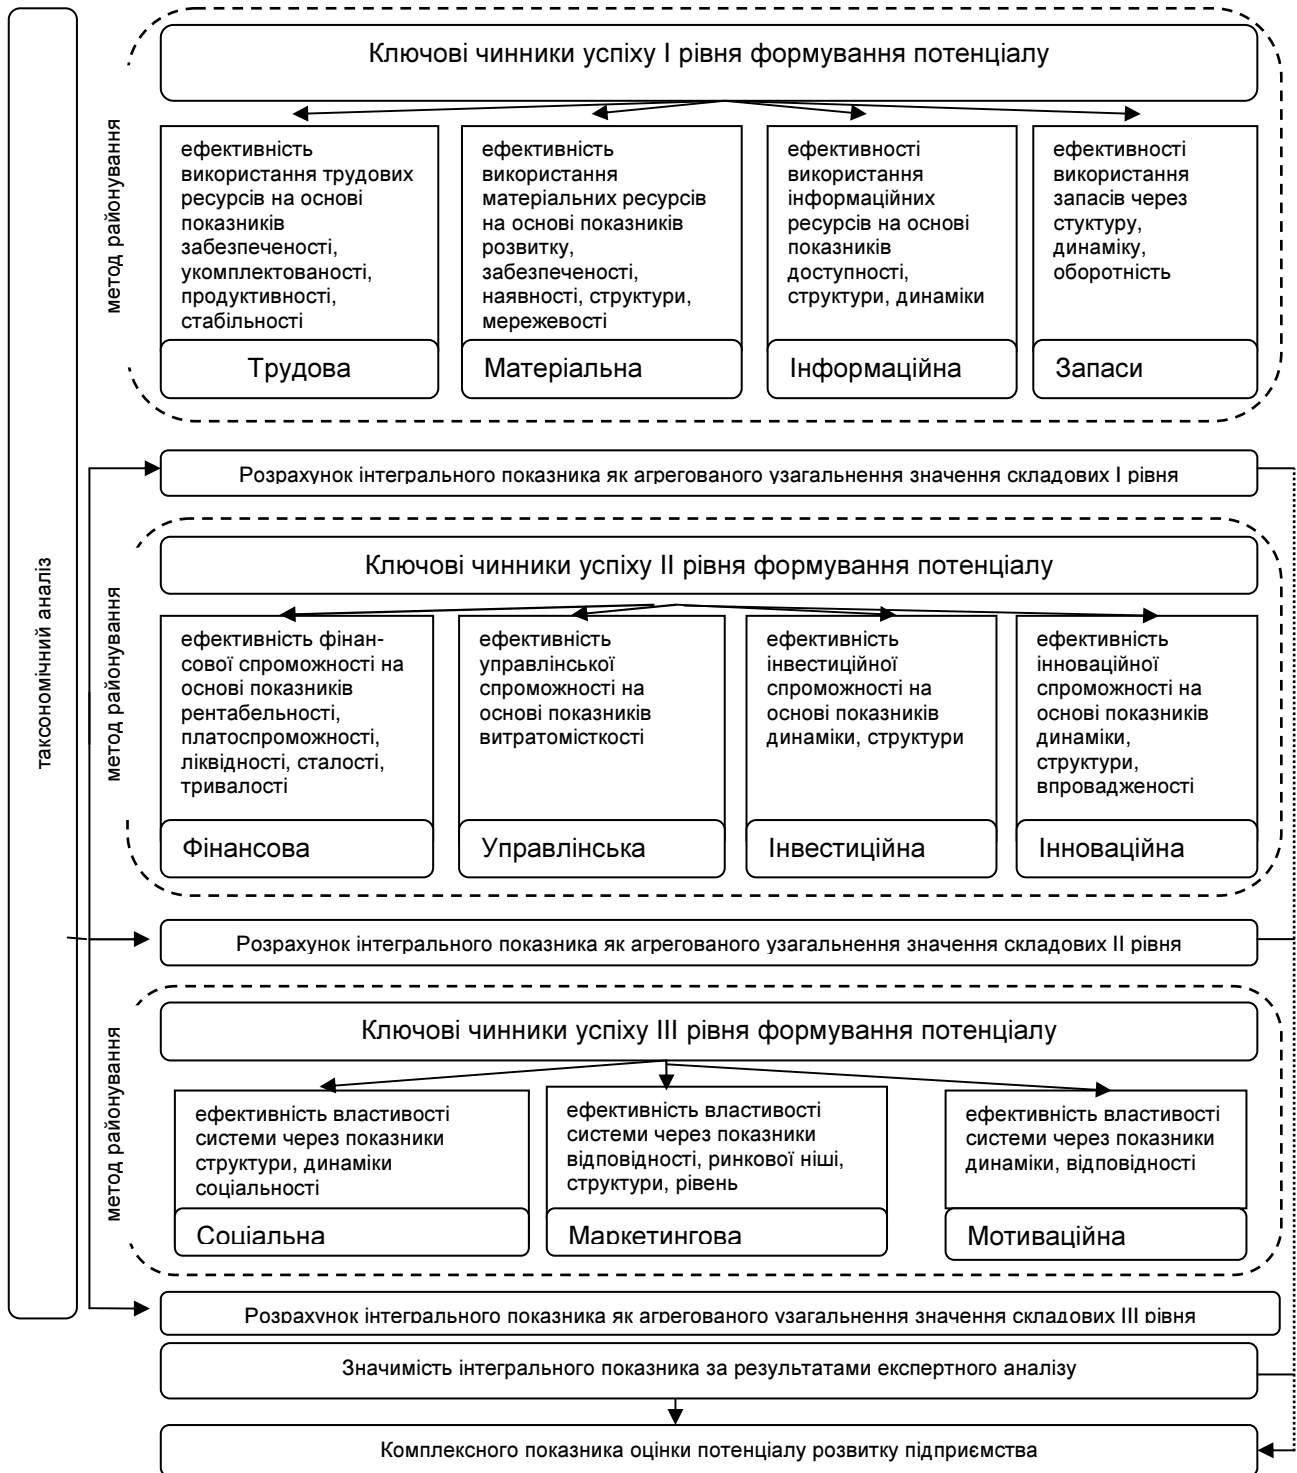 таксономічний аналіз
метод районування
Ключові чинники успіху I рівня формування потенціалу
ефективність
використання трудових
ресурсів на основі
показників
забезпеченості,
укомплектованості,
продуктивності,
стабільності
Трудова
ефективність
використання
матеріальних ресурсів
на основі показників
розвитку,
забезпеченості,
наявності, структури,
мережевості
Матеріальна
ефективності
використання
інформаційних
ресурсів на основі
показників
доступності,
структури, динаміки
Інформаційна
ефективності
використання
запасів через
стуктуру,
динаміку,
оборотність
Запаси
Розрахунок інтегрального показника як агрегованого узагальнення значення складових I рівня
метод районування
Ключові чинники успіху II рівня формування потенціалу
ефективність фінан-
сової спроможності на
основі показників
рентабельності,
платоспроможності,
ліквідності, сталості,
тривалості
Фінансова
ефективність
управлінської
спроможності на
основі показників
витратомісткості
Управлінська
ефективність
інвестиційної
спроможності на
основі показників
динаміки, структури
Інвестиційна
ефективність
інноваційної
спроможності на
основі показників
динаміки,
структури,
впровадженості
Інноваційна
Розрахунок інтегрального показника як агрегованого узагальнення значення складових II рівня
метод районування
Ключові чинники успіху III рівня формування потенціалу
ефективність властивості
системи через показники
структури, динаміки
соціальності
Соціальна
ефективність властивості
системи через показники
відповідності, ринкової ніші,
структури, рівень
Маркетингова
ефективність властивості
системи через показники
динаміки, відповідності
Мотиваційна
Розрахунок інтегрального показника як агрегованого узагальнення значення складових III рівня
Значимість інтегрального показника за результатами експертного аналізу
Комплексного показника оцінки потенціалу розвитку підприємства